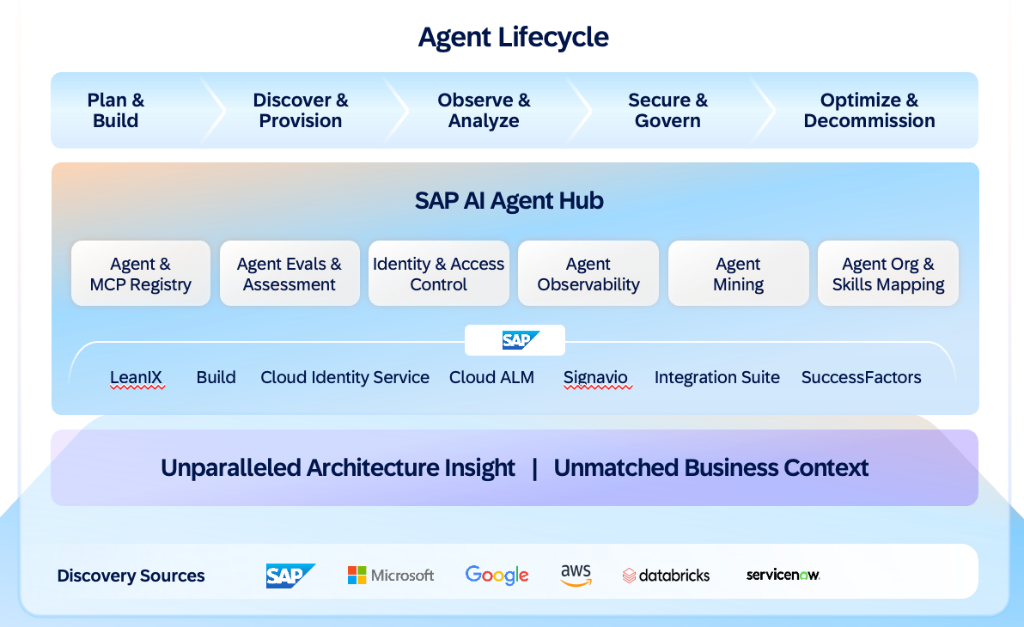 Agent Lifecycle
Plan &
Build
Discover &
Provision
Observe &
Analyze
Secure &
Govern
Optimize &
Decommission
SAP AI Agent Hub
Agent &
MCP Registry
Agent Evals &
Assessment
Identity & Access
Control
Agent
Observability
Agent
Mining
Agent Org &
Skills Mapping
SAP
LeanIX Build Cloud Identity Service Cloud ALM Signavio Integration Suite SuccessFactors
Unparalleled Architecture Insight | Unmatched Business Context
Discovery Sources SAP Microsoft Google aws databricks servicenow.